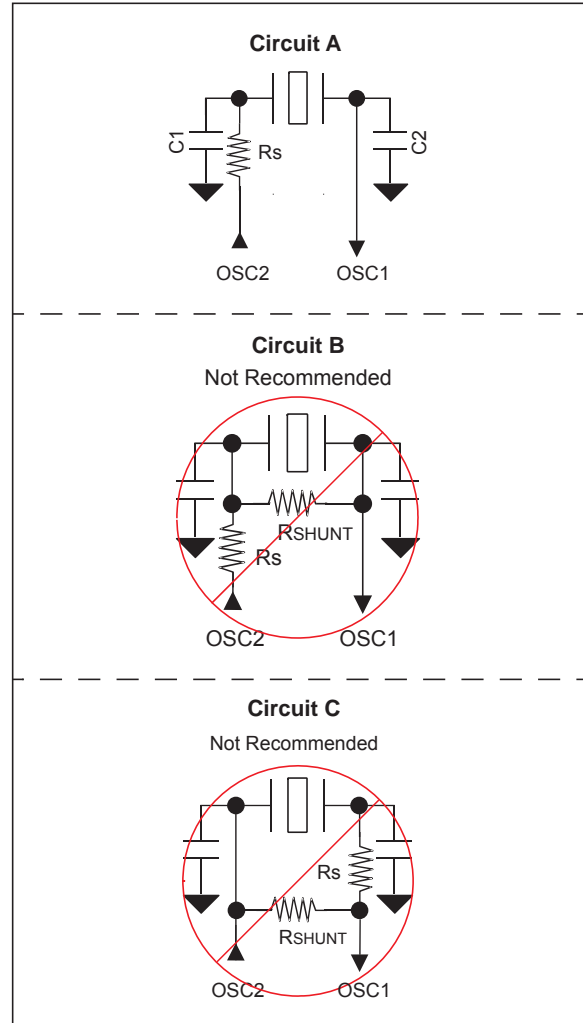 Circuit A
C1
Rs
C2
OSC2 OSC1
Circuit B
Not Recommended
RSHUNT
Rs
OSC2 OSC1
Circuit C
Not Recommended
Rs
RSHUNT
OSC2 OSC1